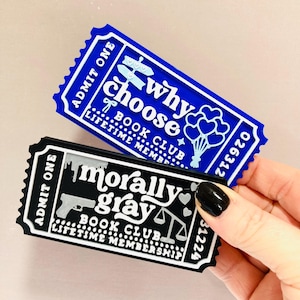 ADMIT ONE
why
choose
BOOK CLUB
LIFETIME MEMBERSHIP
ADMIT ONE
morally
gray
BOOK CLUB
LIFETIME MEMBERSHIP